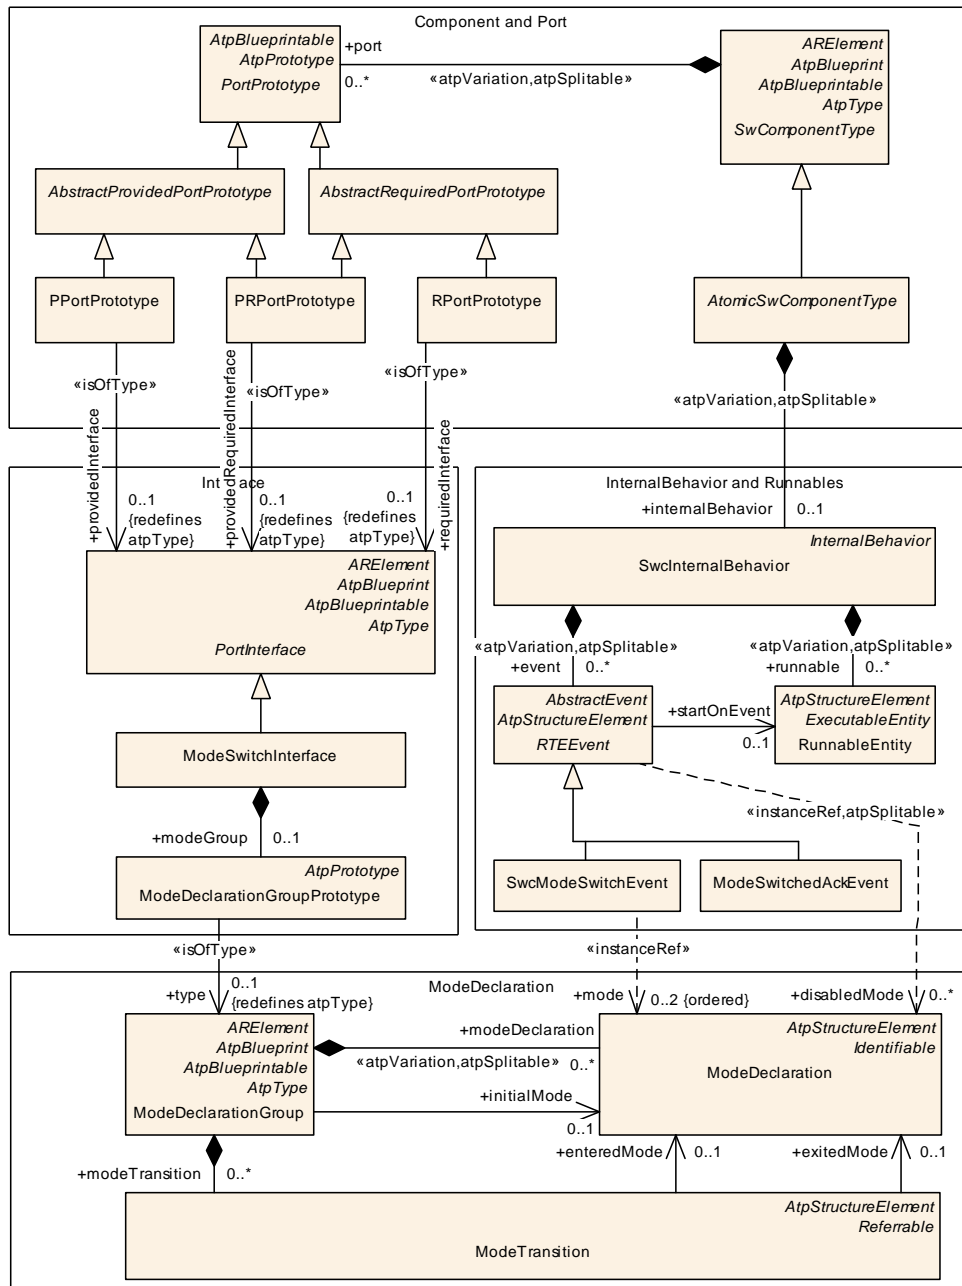 Component and Port
AtpBlueprintable
AtpPrototype
PortPrototype
+port
0..*
«atpVariation,atpSplitable»
ARElement
AtpBlueprint
AtpBlueprintable
AtpType
SwComponentType
AbstractProvidedPortPrototype
AbstractRequiredPortPrototype
PPortPrototype
PRPortPrototype
RPortPrototype
AtomicSwComponentType
«isOfType»
«isOfType»
«isOfType»
«atpVariation,atpSplitable»
+providedInterface
+providedRequiredInterface
+requiredInterface
0..1
{redefines
atpType}
0..1
{redefines
atpType}
0..1
{redefines
atpType}
InternalBehavior and Runnables
+internalBehavior
0..1
ARElement
AtpBlueprint
AtpBlueprintable
AtpType
PortInterface
InternalBehavior
SwcInternalBehavior
«atpVariation,atpSplitable»
+event
0..*
«atpVariation,atpSplitable»
+runnable
0..*
AbstractEvent
AtpStructureElement
RTEEvent
+startOnEvent
0..1
AtpStructureElement
ExecutableEntity
RunnableEntity
ModeSwitchInterface
+modeGroup
0..1
«instanceRef,atpSplitable»
AtpPrototype
ModeDeclarationGroupPrototype
SwcModeSwitchEvent
ModeSwitchedAckEvent
«isOfType»
«instanceRef»
ModeDeclaration
+type
0..1
{redefines atpType}
+mode
0..2 {ordered}
+disabledMode
0..*
ARElement
AtpBlueprint
AtpBlueprintable
AtpType
ModeDeclarationGroup
+modeDeclaration
«atpVariation,atpSplitable»
0..*
AtpStructureElement
Identifiable
ModeDeclaration
+initialMode
0..1
+modeTransition
0..*
+enteredMode
0..1
+exitedMode
0..1
AtpStructureElement
Referrable
ModeTransition